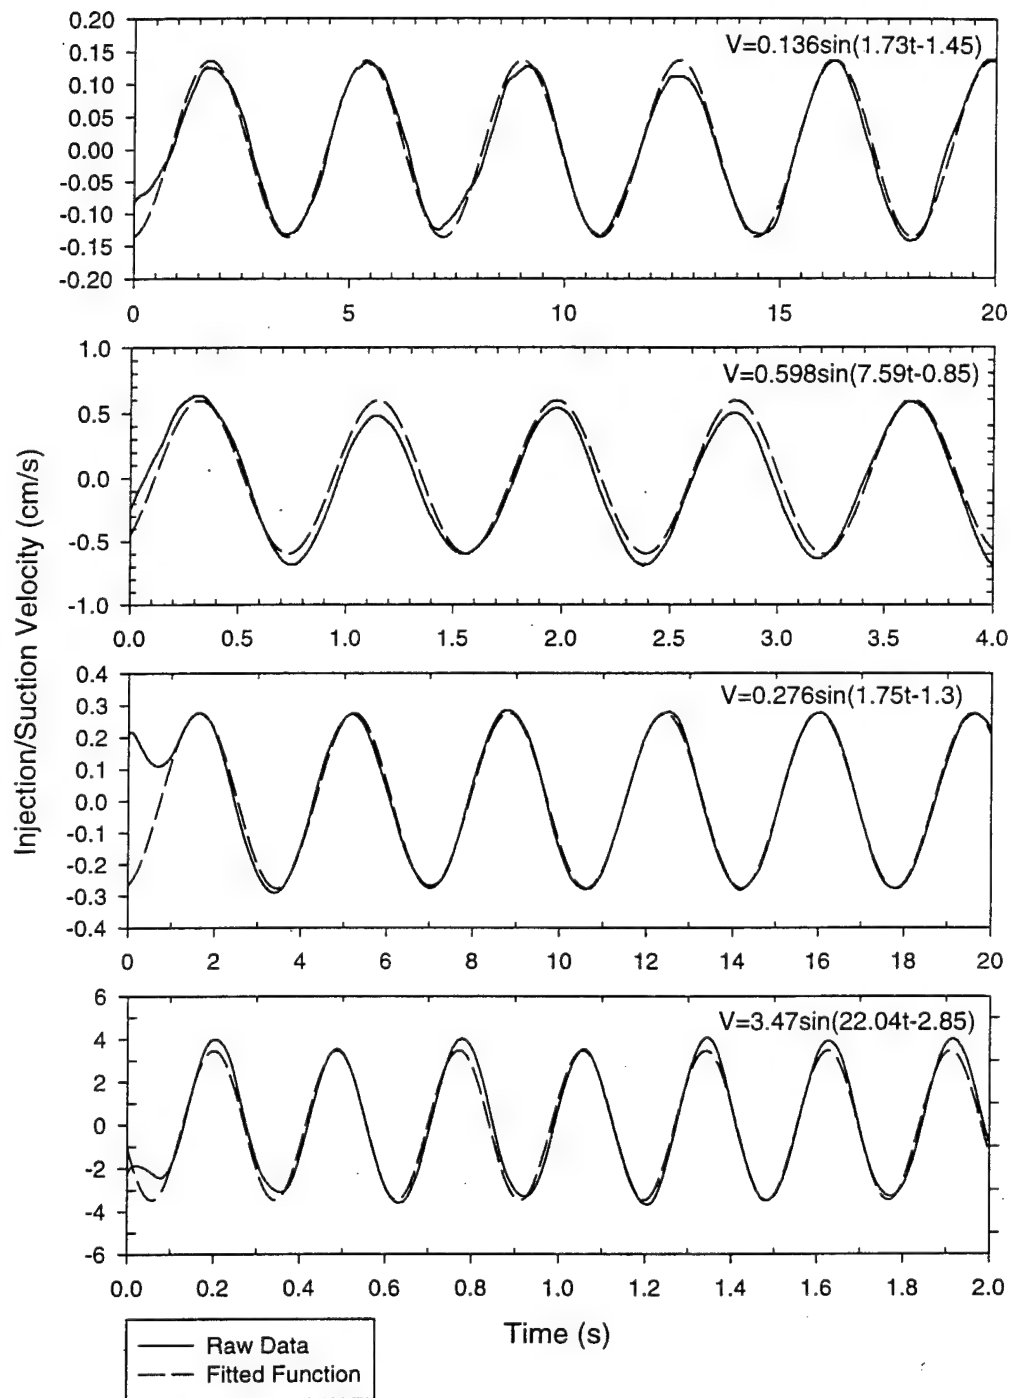 V=0.136sin(1.73t-1.45)
0.20
0.15
0.10
0.05
0.00
-0.05
-0.10
-0.15
-0.20
0 5 10 15 20
V=0.598sin(7.59t-0.85)
1.0
0.5
0.0
-0.5
-1.0
0.0 0.5 1.0 1.5 2.0 2.5 3.0 3.5 4.0
Injection/Suction Velocity (cm/s)
V=0.276sin(1.75t-1.3)
0.4
0.3
0.2
0.1
0.0
-0.1
-0.2
-0.3
-0.4
0 2 4 6 8 10 12 14 16 18 20
V=3.47sin(22.04t-2.85)
6
4
2
0
-2
-4
-6
0.0 0.2 0.4 0.6 0.8 1.0 1.2 1.4 1.6 1.8 2.0
Time (s)
Raw Data
Fitted Function